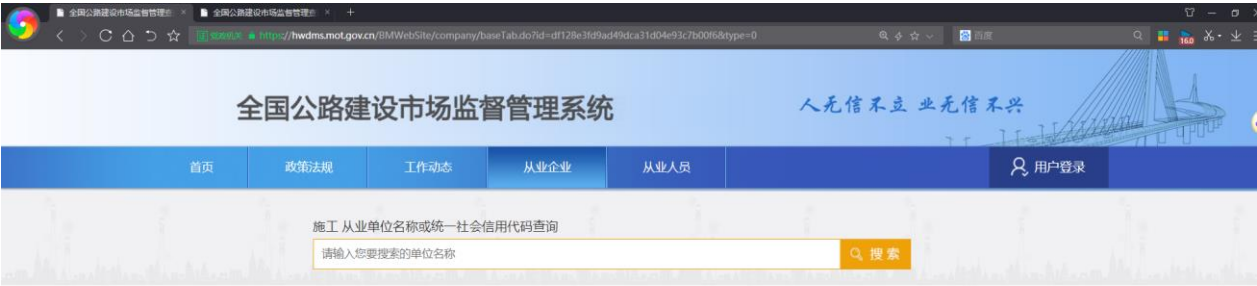 全国公路建设市场监督管理系统 × 全国公路建设市场监督管理系 × +
https://hwdms.mot.gov.cn/BMWebSite/company/baseTab.do?id=df128e3fd9ad49dca31d04e93c7b00f6&type=0 百度 16.0
全国公路建设市场监督管理系统 人无信不立 业无信不兴
首页 政策法规 工作动态 从业企业 从业人员 用户登录
施工 从业单位名称或统一社会信用代码查询
请输入您要搜索的单位名称 搜索